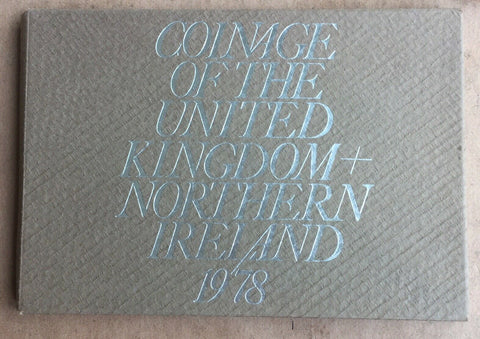 COINAGE
OF THE
UNITED
KINGDOM +
NORTHERN
IRELAND
1978